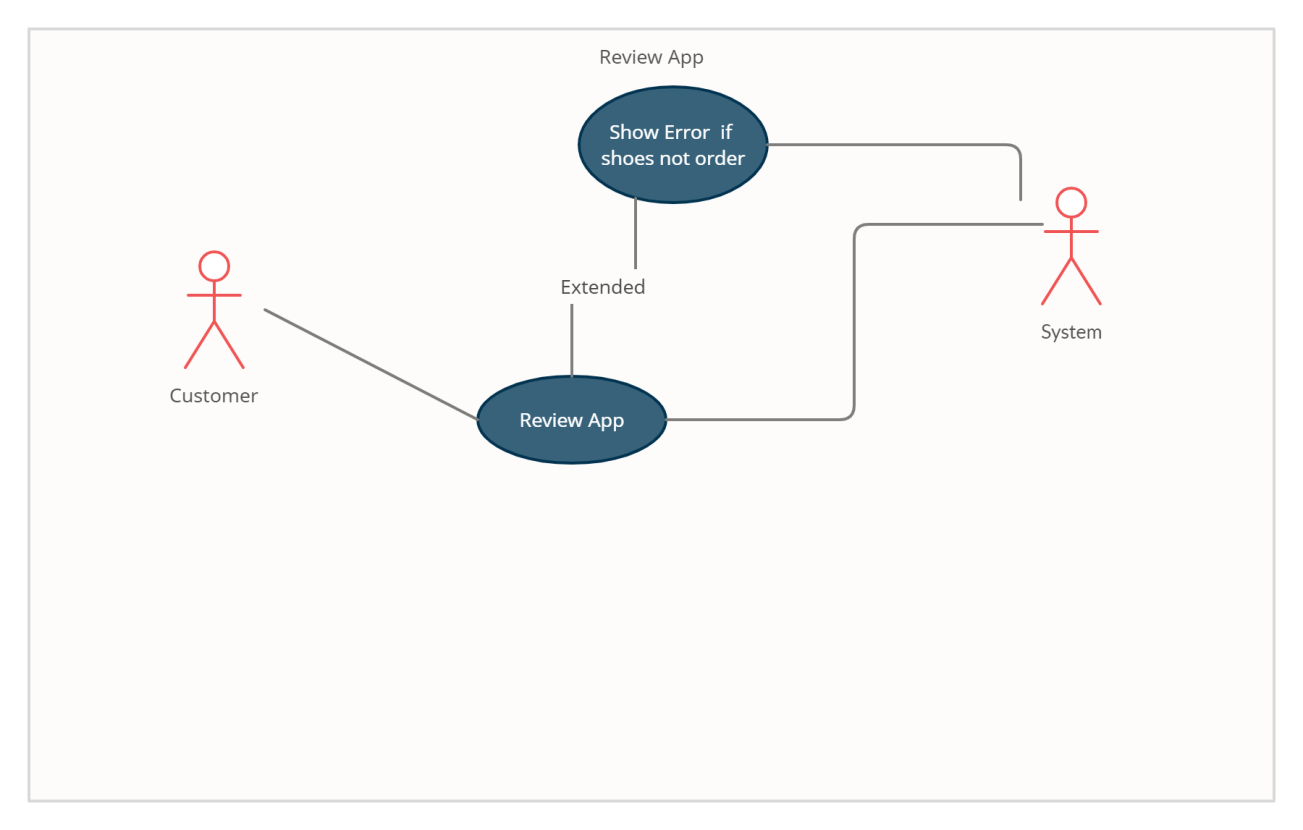 Review App
Show Error  if
shoes not order
Extended
System
Customer
Review App